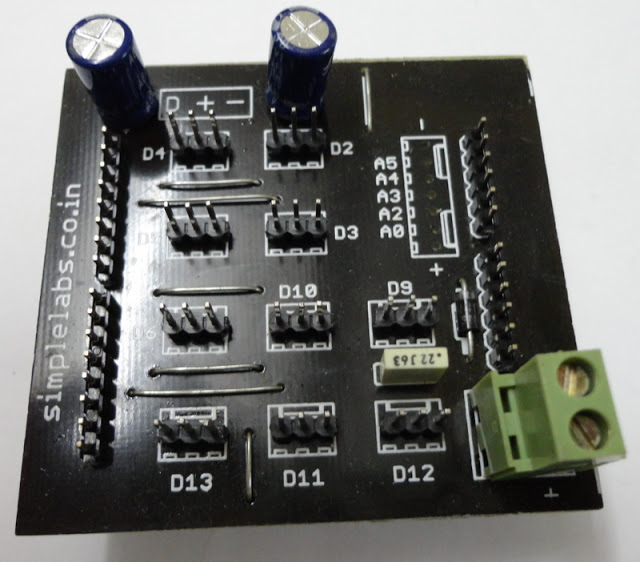 D + -
D4
D2
A5
A4
A3
A2
A0
-
+
D3
D10
D9
.22J63
D13
D11
D12
+
simplelabs.co.in